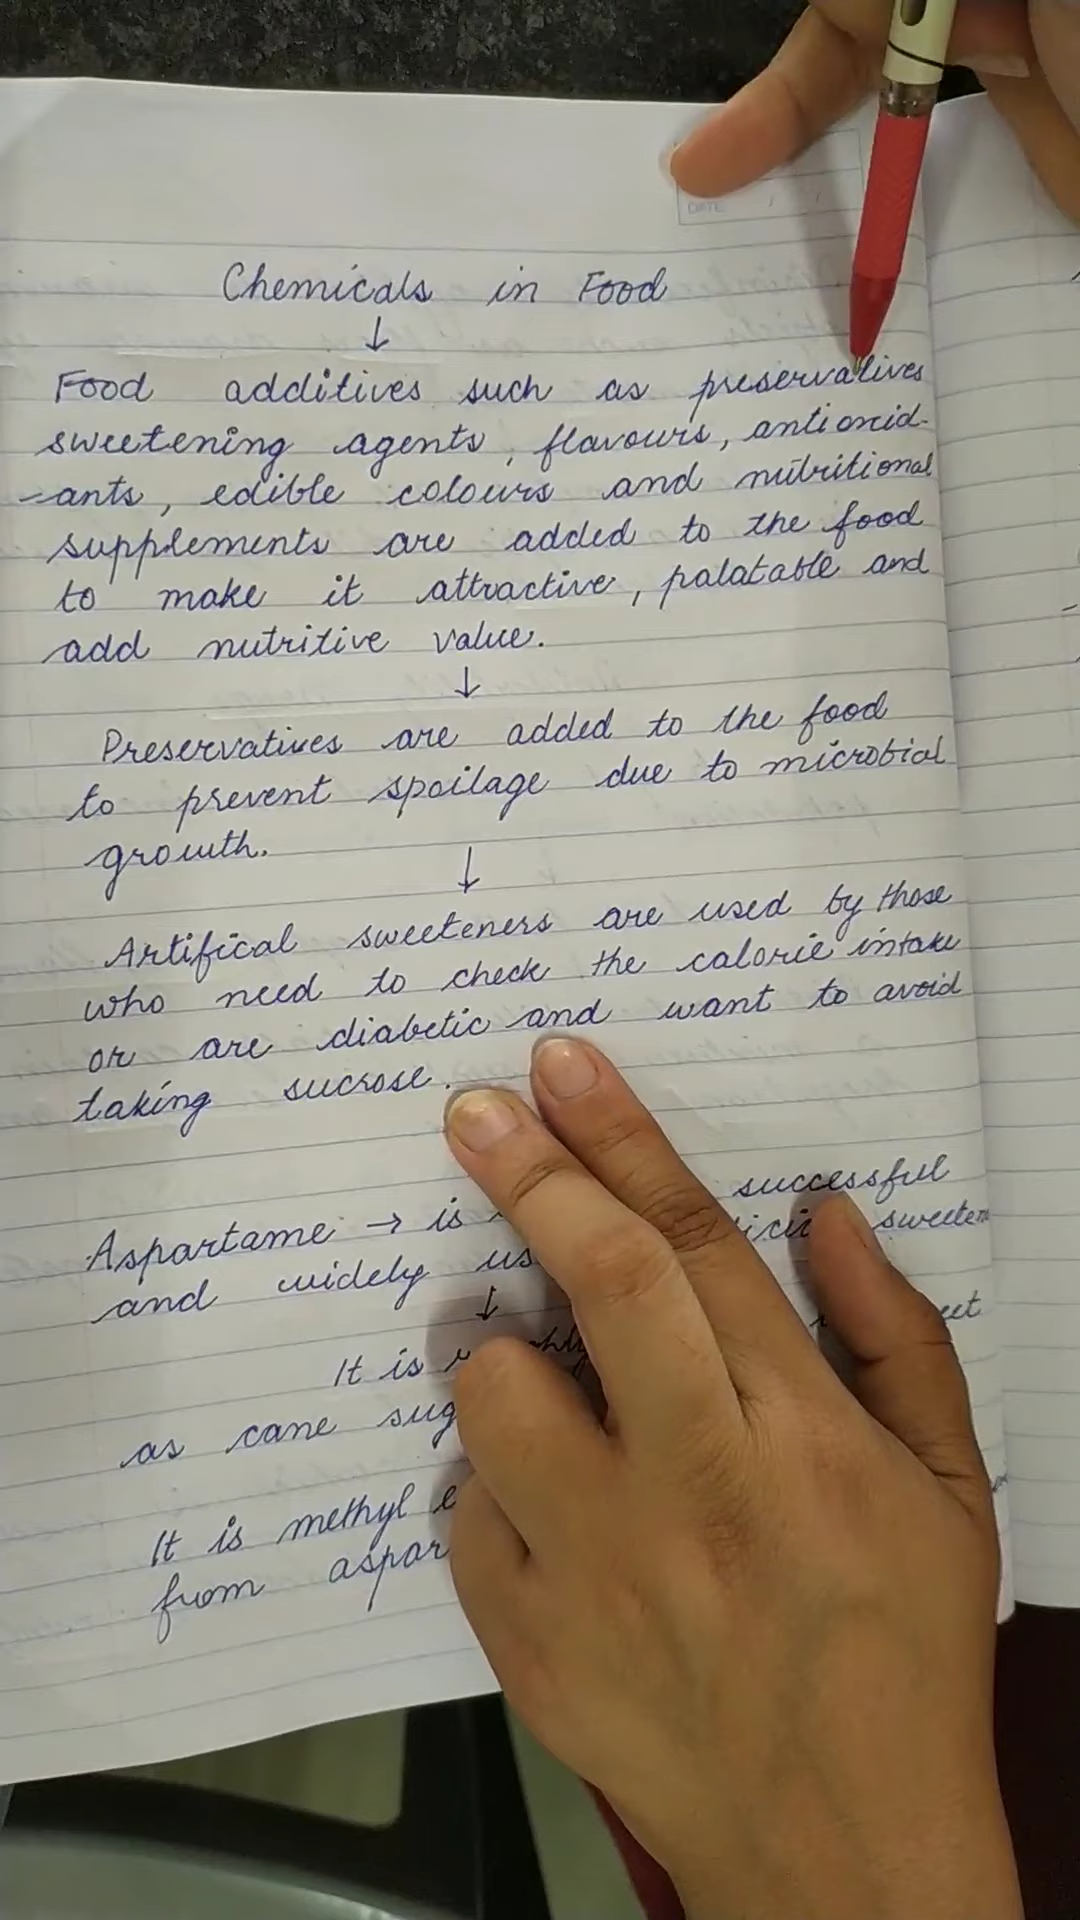 DATE / /
Chemicals in Food
↓
Food additives such as preservatives
sweetening agents, flavours, antioxid-
-ants, edible colours and nutritional
supplements are added to the food
to make it attractive, palatable and
add nutritive value.
↓
Preservatives are added to the food
to prevent spoilage due to microbial
growth.
↓
Artifical sweeteners are used by those
who need to check the calorie intake
or are diabetic and want to avoid
taking sucrose.
Aspartame → is successful
and widely
↓
It is
as cane
It is methyl
from